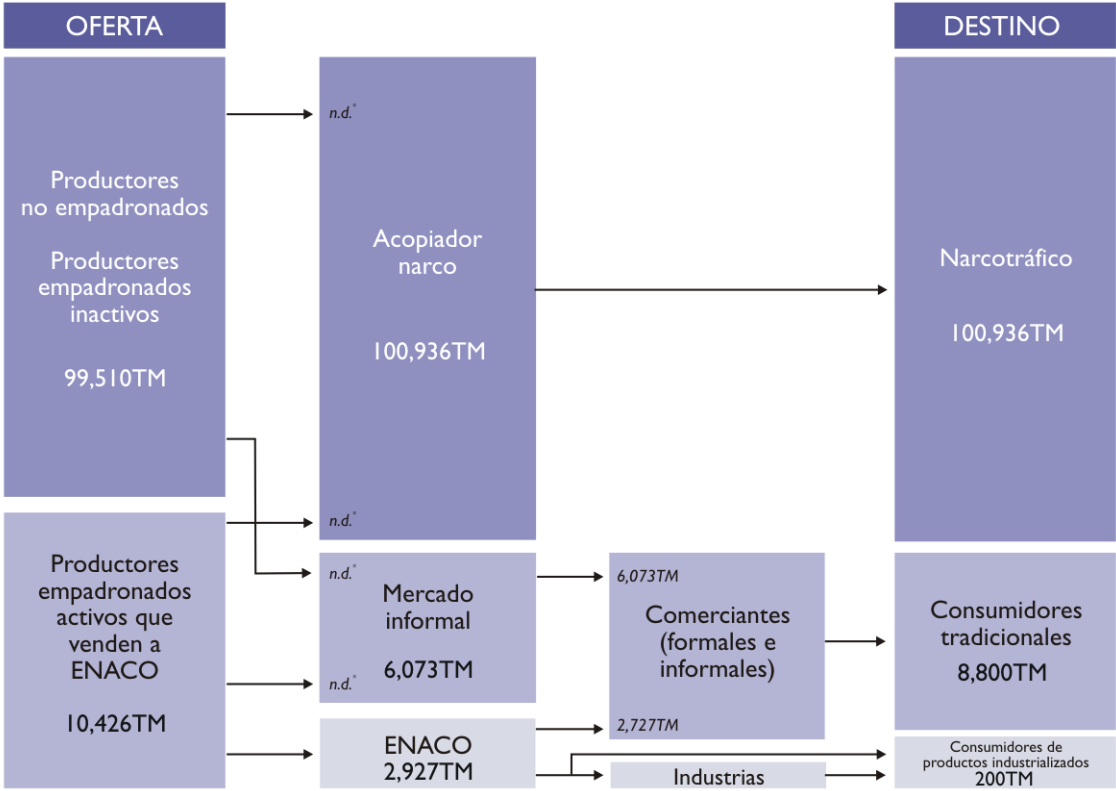 OFERTA
DESTINO
Productores
no empadronados
Productores
empadronados
inactivos
99,510TM
n.d.*
Acopiador
narco
100,936TM
n.d.*
Narcotráfico
100,936TM
Productores
empadronados
activos que
venden a
ENACO
10,426TM
n.d.*
Mercado
informal
6,073TM
n.d.*
6,073TM
Comerciantes
(formales e
informales)
2,727TM
Consumidores
tradicionales
8,800TM
ENACO
2,927TM
Industrias
Consumidores de
productos industrializados
200TM